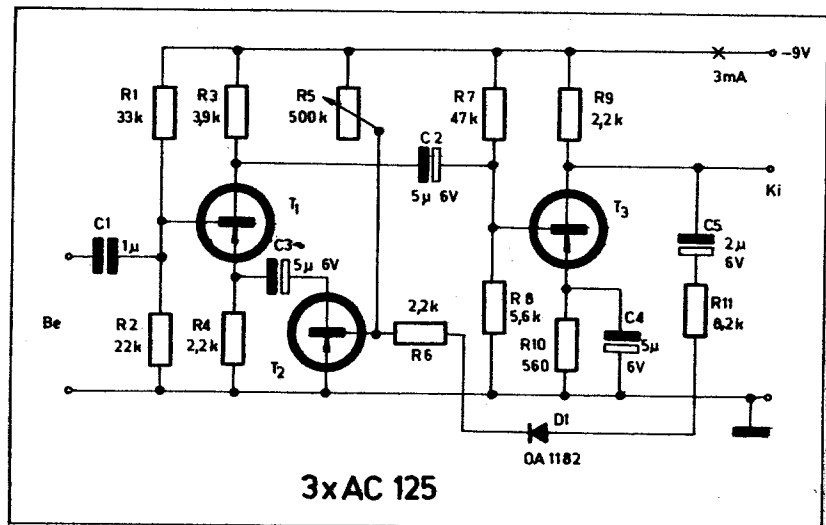 -9V
3mA
R1
33k
R3
3,9k
R5
500k
R7
47k
R9
2,2k
C2
5µ 6V
Ki
T1
T3
C1
1µ
C3
5µ 6V
C5
2µ
6V
Be
R2
22k
R4
2,2k
T2
2,2k
R6
R8
5,6k
R10
560
C4
5µ
6V
R11
8,2k
D1
OA 1182
3xAC 125